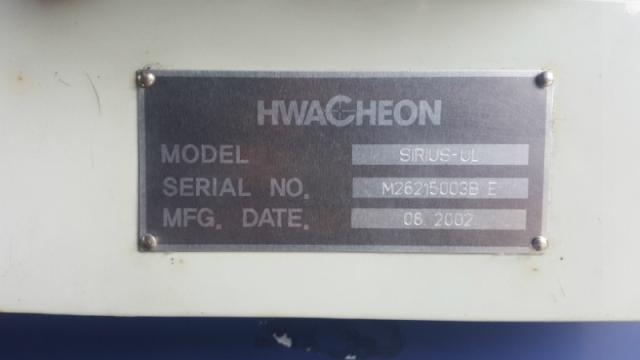 HWACHEON
MODEL SIRIUS-UL
SERIAL NO. M26215003B E
MFG. DATE. 08. 2002